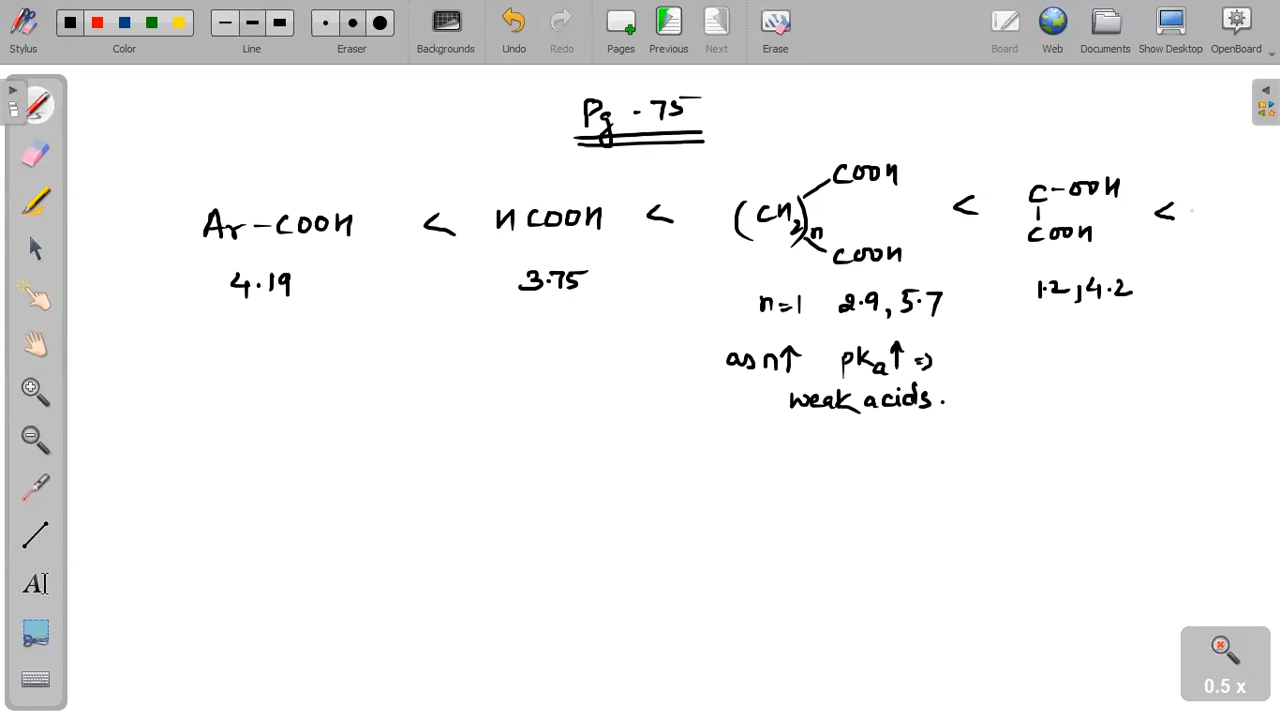 Stylus
Color
Line
Eraser
Backgrounds
Undo
Redo
Pages
Previous
Next
Erase
Board
Web
Documents
Show Desktop
OpenBoard
Pg - 75
Ar-COOH < HCOOH < (CH2)n COOH COOH < C-OOH COOH <
4.19
3.75
n=1 2.9, 5.7
1.2, 4.2
as n↑ pKa↑ ⇒
weak acids.
AI
0.5 x